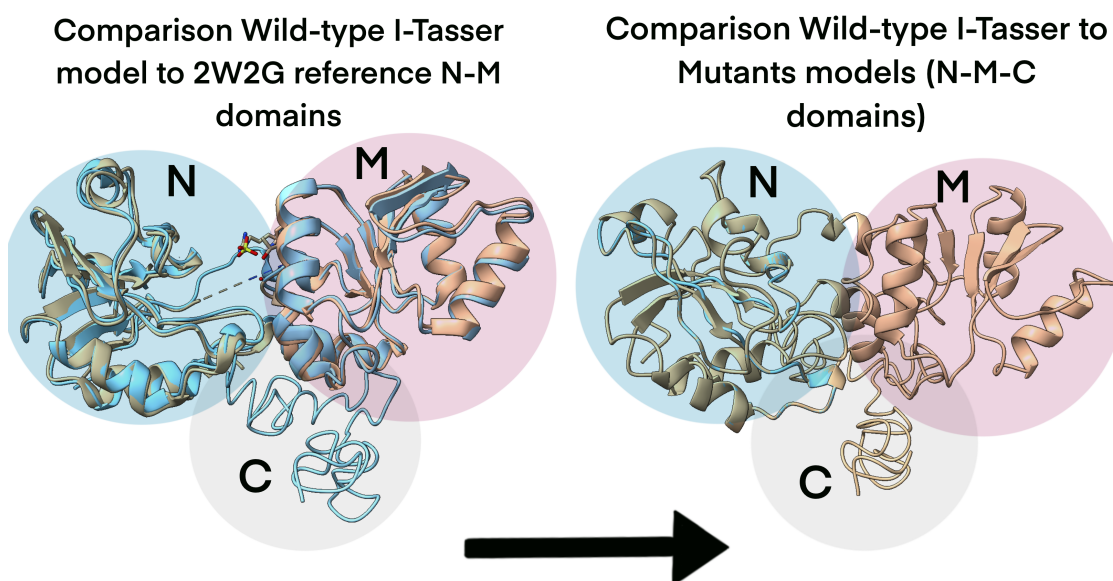 Comparison Wild-type I-Tasser
model to 2W2G reference N-M
domains
N
M
C
Comparison Wild-type I-Tasser to
Mutants models (N-M-C
domains)
N
M
C